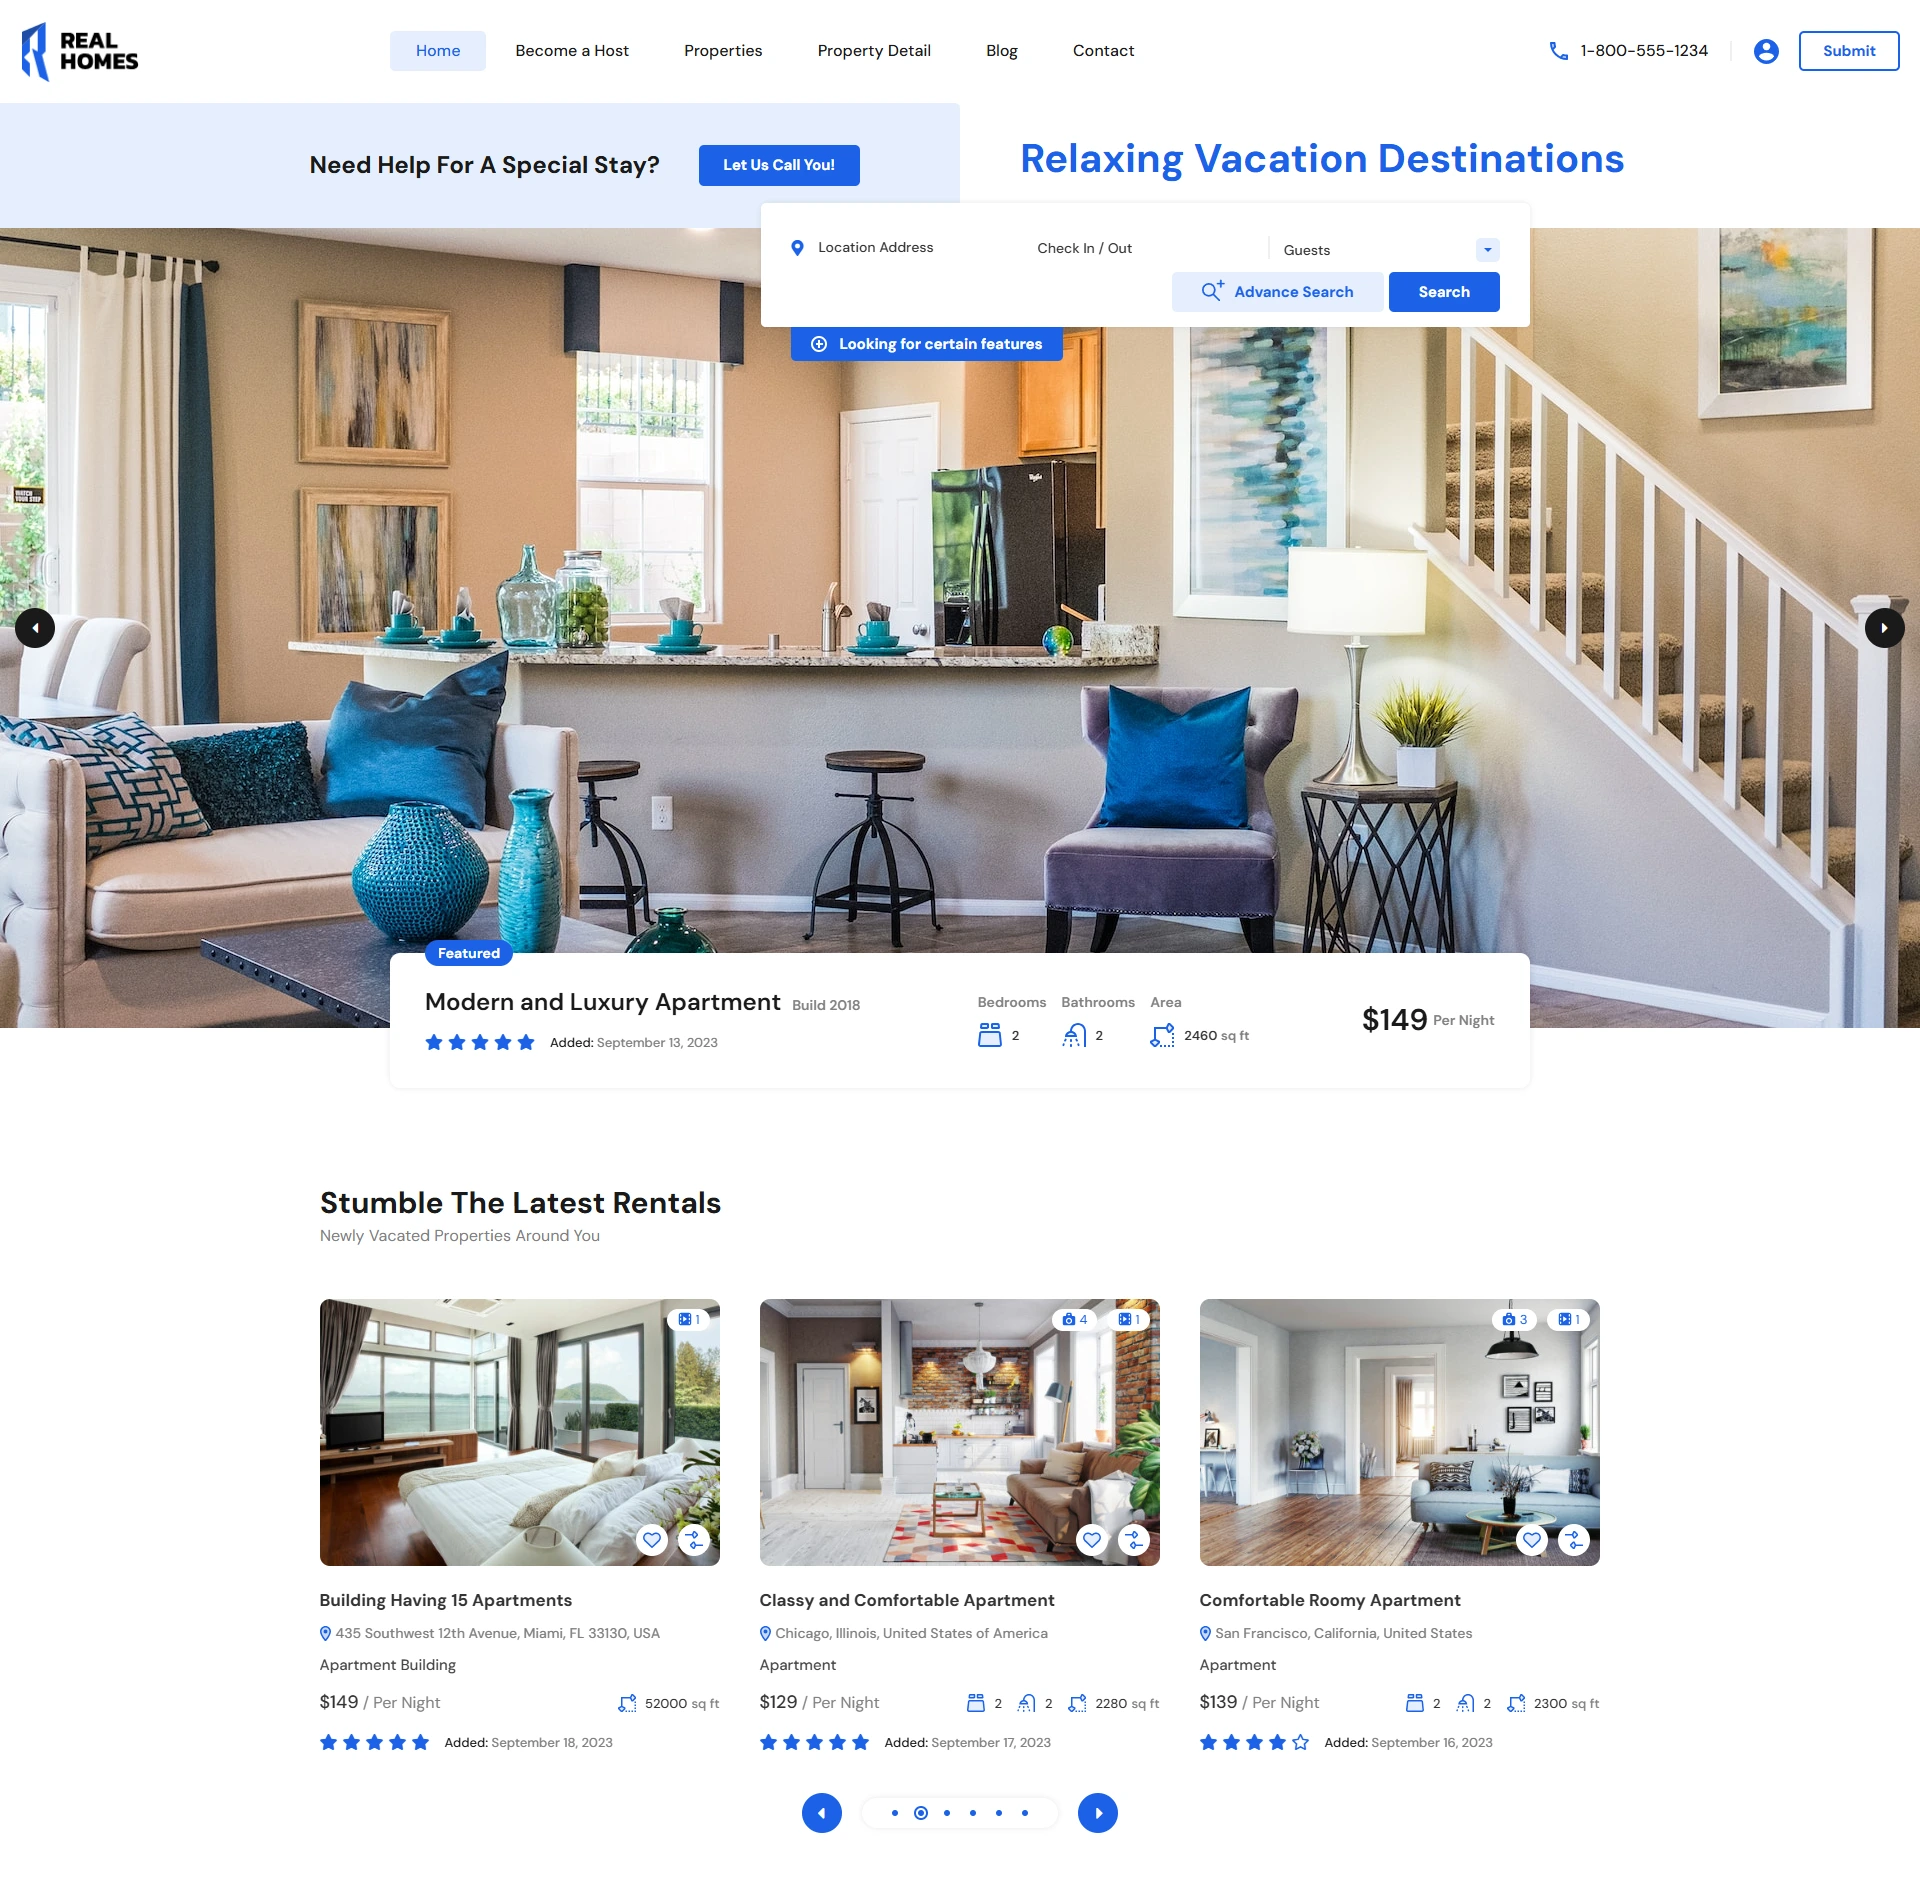 REAL
HOMES
Home
Become a Host
Properties
Property Detail
Blog
Contact
1-800-555-1234
Submit
Need Help For A Special Stay?
Let Us Call You!
Relaxing Vacation Destinations
Location Address
Check In / Out
Guests
Advance Search
Search
Looking for certain features
WATCH
YOUR STEP
Featured
Modern and Luxury Apartment Build 2018
Added: September 13, 2023
Bedrooms
2
Bathrooms
2
Area
2460 sq ft
$149 Per Night
Stumble The Latest Rentals
Newly Vacated Properties Around You
1
Building Having 15 Apartments
435 Southwest 12th Avenue, Miami, FL 33130, USA
Apartment Building
$149 / Per Night
52000 sq ft
Added: September 18, 2023
4
1
Classy and Comfortable Apartment
Chicago, Illinois, United States of America
Apartment
$129 / Per Night
2
2
2280 sq ft
Added: September 17, 2023
3
1
Comfortable Roomy Apartment
San Francisco, California, United States
Apartment
$139 / Per Night
2
2
2300 sq ft
Added: September 16, 2023